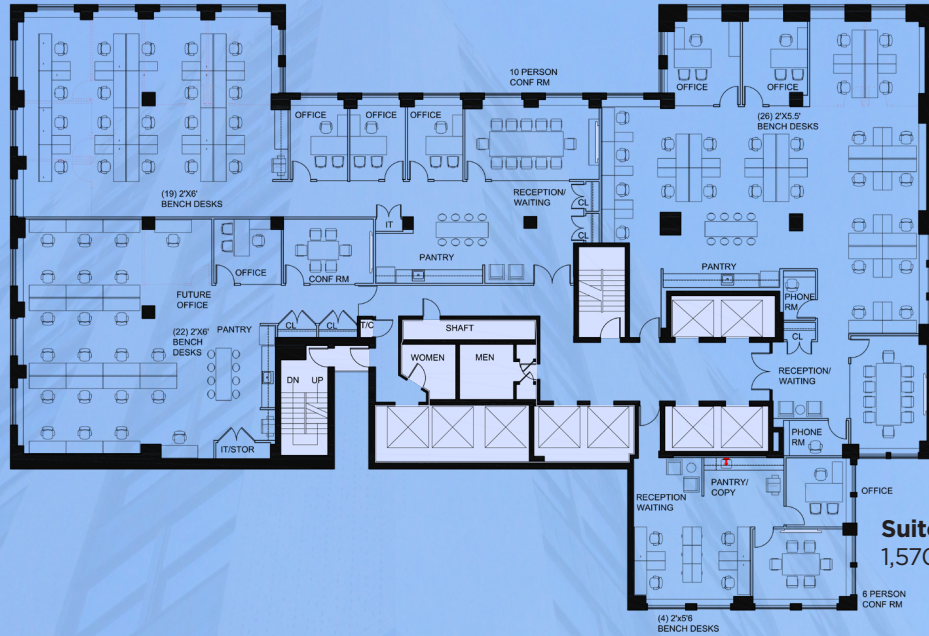 10 PERSON
CONF RM
OFFICE
OFFICE
OFFICE
OFFICE
OFFICE
(26) 2'X5.5'
BENCH DESKS
(19) 2'X6'
BENCH DESKS
RECEPTION/
WAITING
CL
CL
IT
PANTRY
OFFICE
CONF RM
FUTURE
OFFICE
(22) 2'X6'
BENCH
DESKS
PANTRY
CL
CL
T/C
SHAFT
WOMEN
MEN
DN
UP
IT/STOR
PANTRY
PHONE
RM
CL
RECEPTION/
WAITING
PHONE
RM
RECEPTION
WAITING
PANTRY/
COPY
OFFICE
Suite
1,570
6 PERSON
CONF RM
(4) 2'x5'6
BENCH DESKS